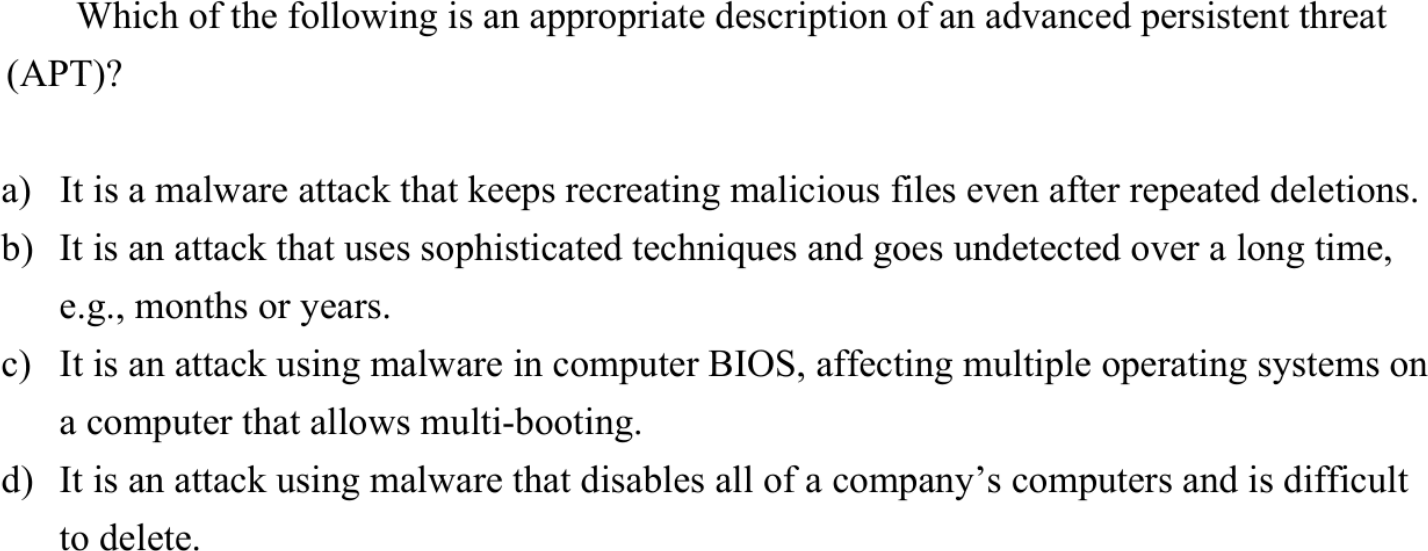 Which of the following is an appropriate description of an advanced persistent threat
(APT)?
a) It is a malware attack that keeps recreating malicious files even after repeated deletions.
b) It is an attack that uses sophisticated techniques and goes undetected over a long time,
e.g., months or years.
c) It is an attack using malware in computer BIOS, affecting multiple operating systems on
a computer that allows multi-booting.
d) It is an attack using malware that disables all of a company’s computers and is difficult
to delete.